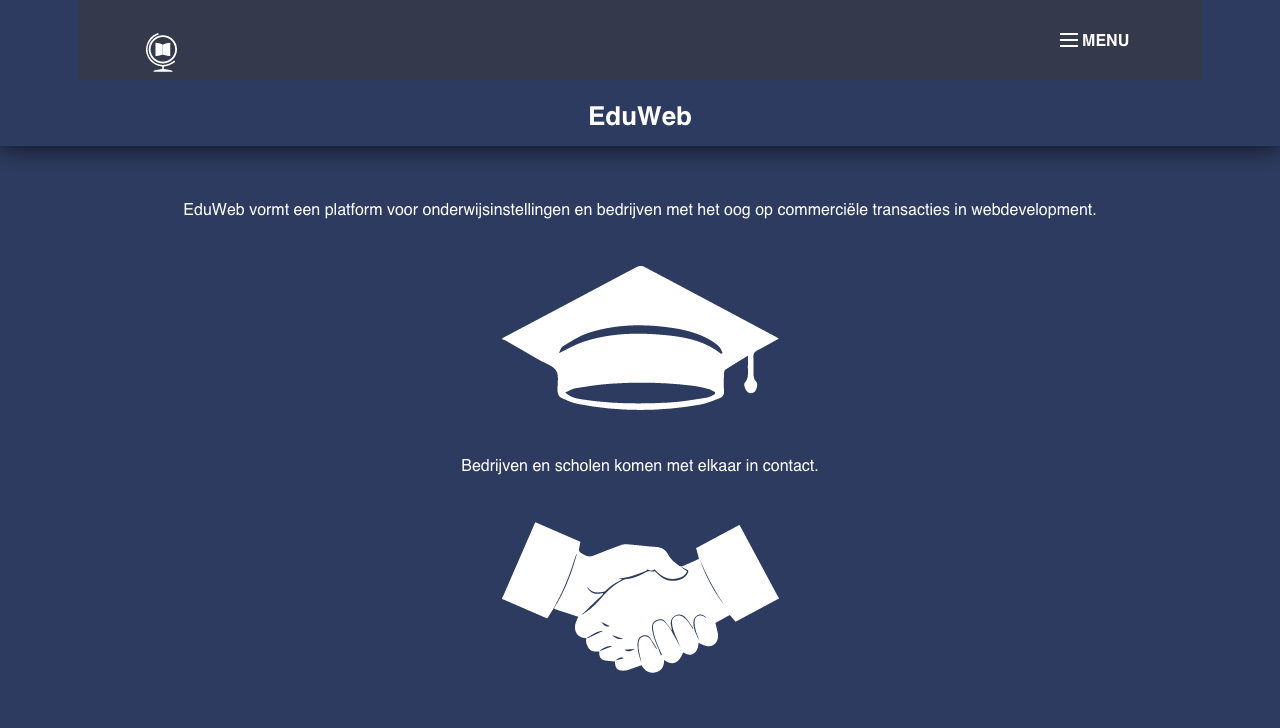 MENU
EduWeb
EduWeb vormt een platform voor onderwijsinstellingen en bedrijven met het oog op commerciële transacties in webdevelopment.
Bedrijven en scholen komen met elkaar in contact.